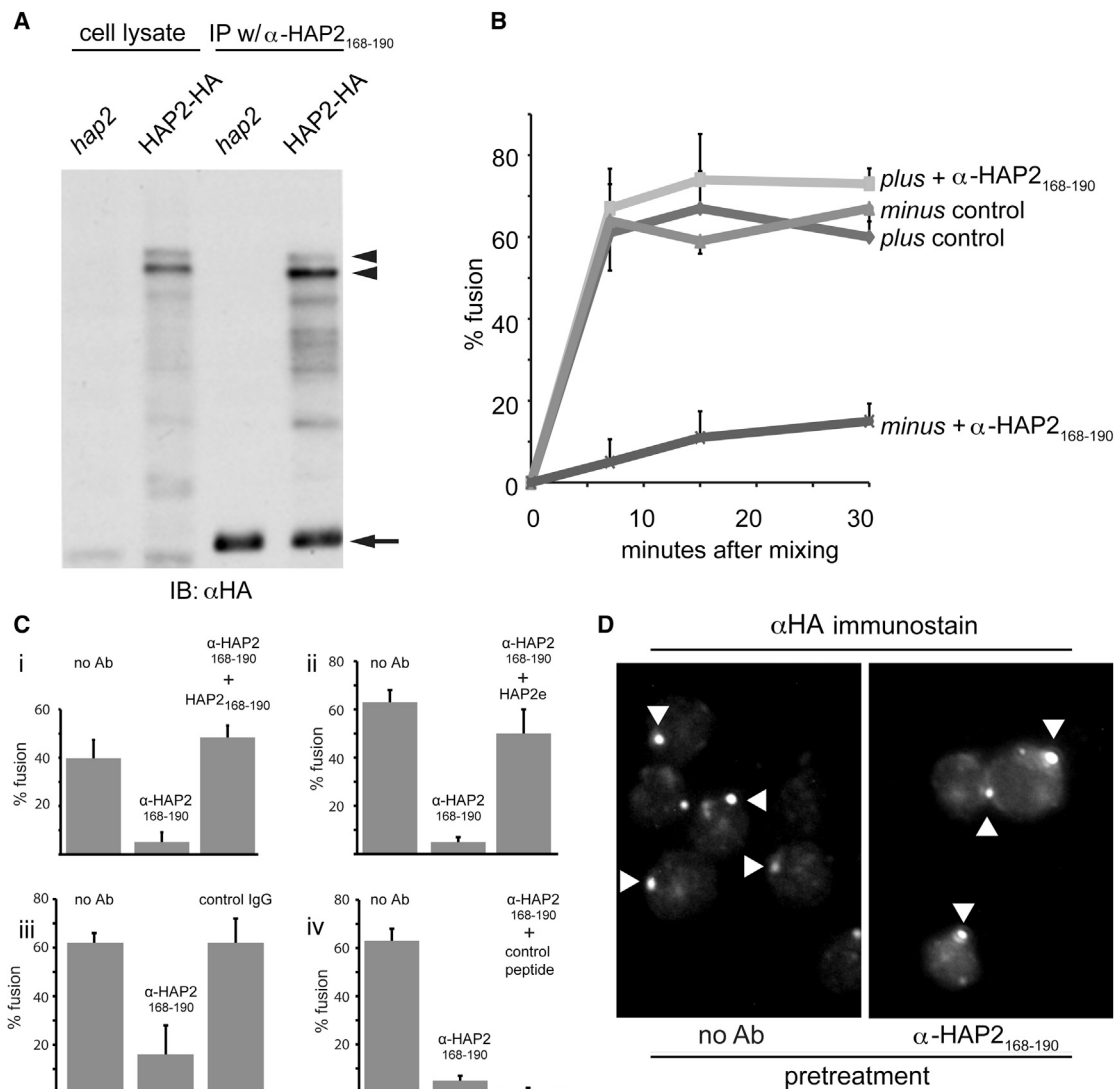 A
cell lysate
IP w/ α-HAP2168-190
hap2
HAP2-HA
hap2
HAP2-HA
IB: αHA
B
% fusion
80
60
40
20
0
0
10
20
30
minutes after mixing
plus + α-HAP2168-190
minus control
plus control
minus + α-HAP2168-190
C
i
no Ab
α-HAP2
168-190
α-HAP2
168-190
+
HAP2168-190
% fusion
60
40
20
ii
no Ab
α-HAP2
168-190
α-HAP2
168-190
+
HAP2e
% fusion
80
60
40
20
iii
no Ab
α-HAP2
168-190
control IgG
% fusion
80
60
40
20
iv
no Ab
α-HAP2
168-190
α-HAP2
168-190
+
control
peptide
% fusion
80
60
40
20
D
αHA immunostain
no Ab
α-HAP2168-190
pretreatment